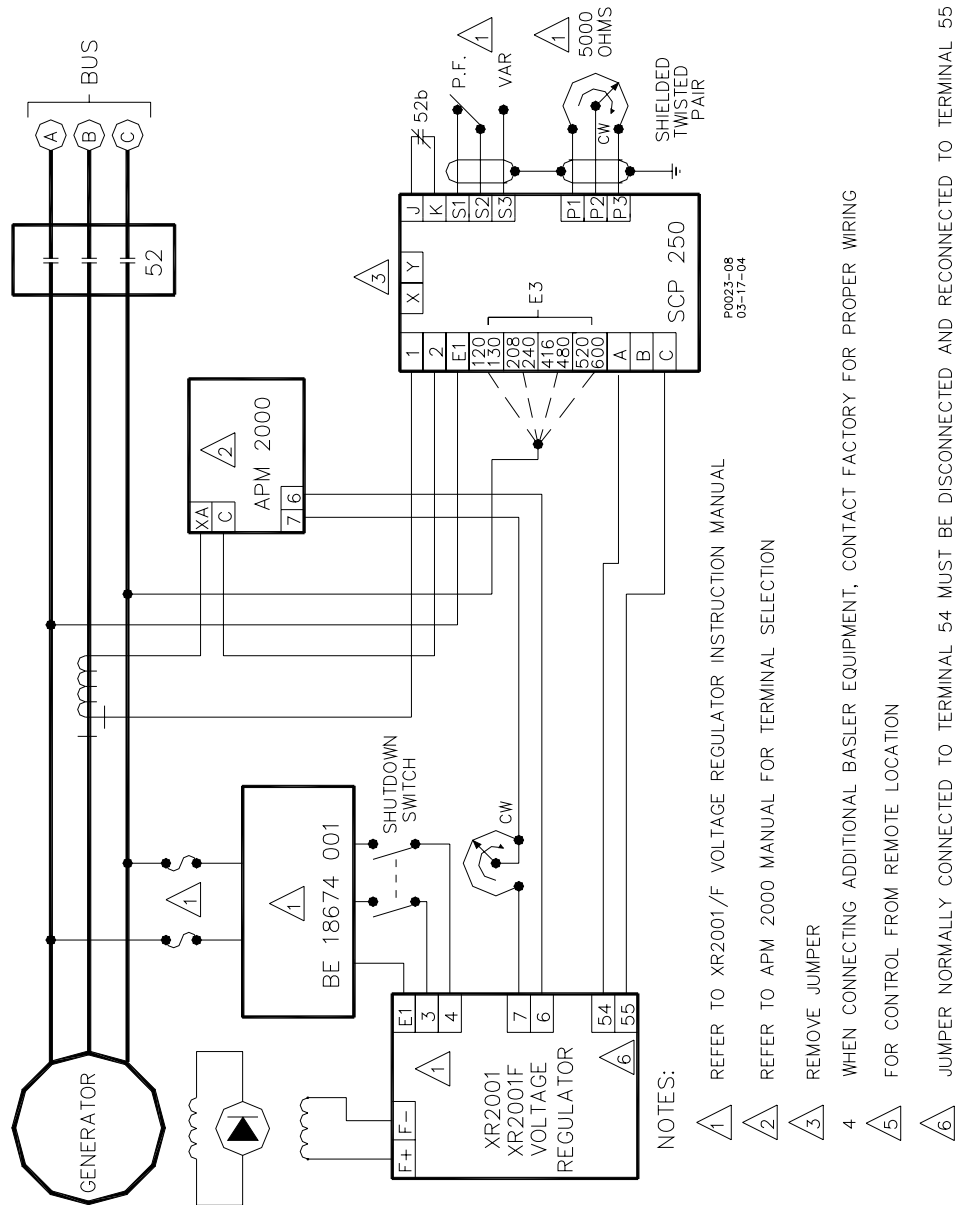 BUS
A
B
C
52
GENERATOR
1
BE 18674 001
1
SHUTDOWN
SWITCH
APM 2000
2
XA
C
7
6
F+
F-
XR2001
XR2001F
VOLTAGE
REGULATOR
1
6
E1
3
4
7
6
54
55
CW
SCP 250
3
1
2
E1
120
130
208
240
416
480
520
600
E3
A
B
C
X
Y
J
K
S1
S2
S3
P1
P2
P3
52b
P.F.
VAR
1
1
5000
OHMS
CW
SHIELDED
TWISTED
PAIR
P0023-08
03-17-04
NOTES:
1 REFER TO XR2001/F VOLTAGE REGULATOR INSTRUCTION MANUAL
2 REFER TO APM 2000 MANUAL FOR TERMINAL SELECTION
3 REMOVE JUMPER
4 WHEN CONNECTING ADDITIONAL BASLER EQUIPMENT, CONTACT FACTORY FOR PROPER WIRING
5 FOR CONTROL FROM REMOTE LOCATION
6 JUMPER NORMALLY CONNECTED TO TERMINAL 54 MUST BE DISCONNECTED AND RECONNECTED TO TERMINAL 55